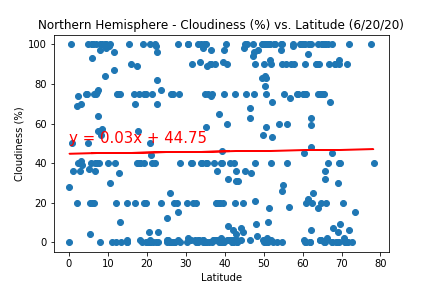 Northern Hemisphere - Cloudiness (%) vs. Latitude (6/20/20)
Cloudiness (%)
100
80
60
40
20
0
y = 0.03x + 44.75
0 10 20 30 40 50 60 70 80
Latitude